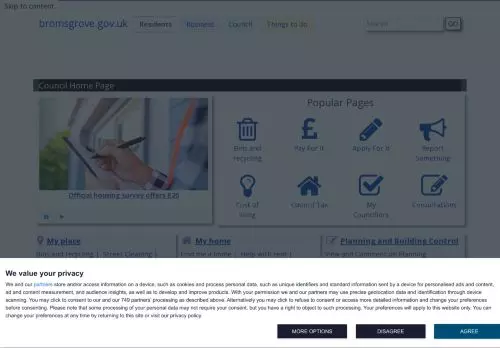 Skip to content
bromsgrove.gov.uk Residents Business Council Things to do Search GO
Council Home Page
Popular Pages
Bins and recycling
Pay For It
Apply For It
Report Something
Official housing survey offers £20
Cost of living
Council Tax
My Councillors
Consultations
My place
My home
Planning and Building Control
Bins and recycling | Street Cleaning |
Find me a home | Help with rent |
View and Comment on Planning
We value your privacy
We and our partners store and/or access information on a device, such as cookies and process personal data, such as unique identifiers and standard information sent by a device for personalised ads and content,
ad and content measurement, and audience insights, as well as to develop and improve products. With your permission we and our partners may use precise geolocation data and identification through device
scanning. You may click to consent to our and our 749 partners' processing as described above. Alternatively you may click to refuse to consent or access more detailed information and change your preferences
before consenting. Please note that some processing of your personal data may not require your consent, but you have a right to object to such processing. Your preferences will apply to this website only. You can
change your preferences at any time by returning to this site or visit our privacy policy.
MORE OPTIONS DISAGREE AGREE